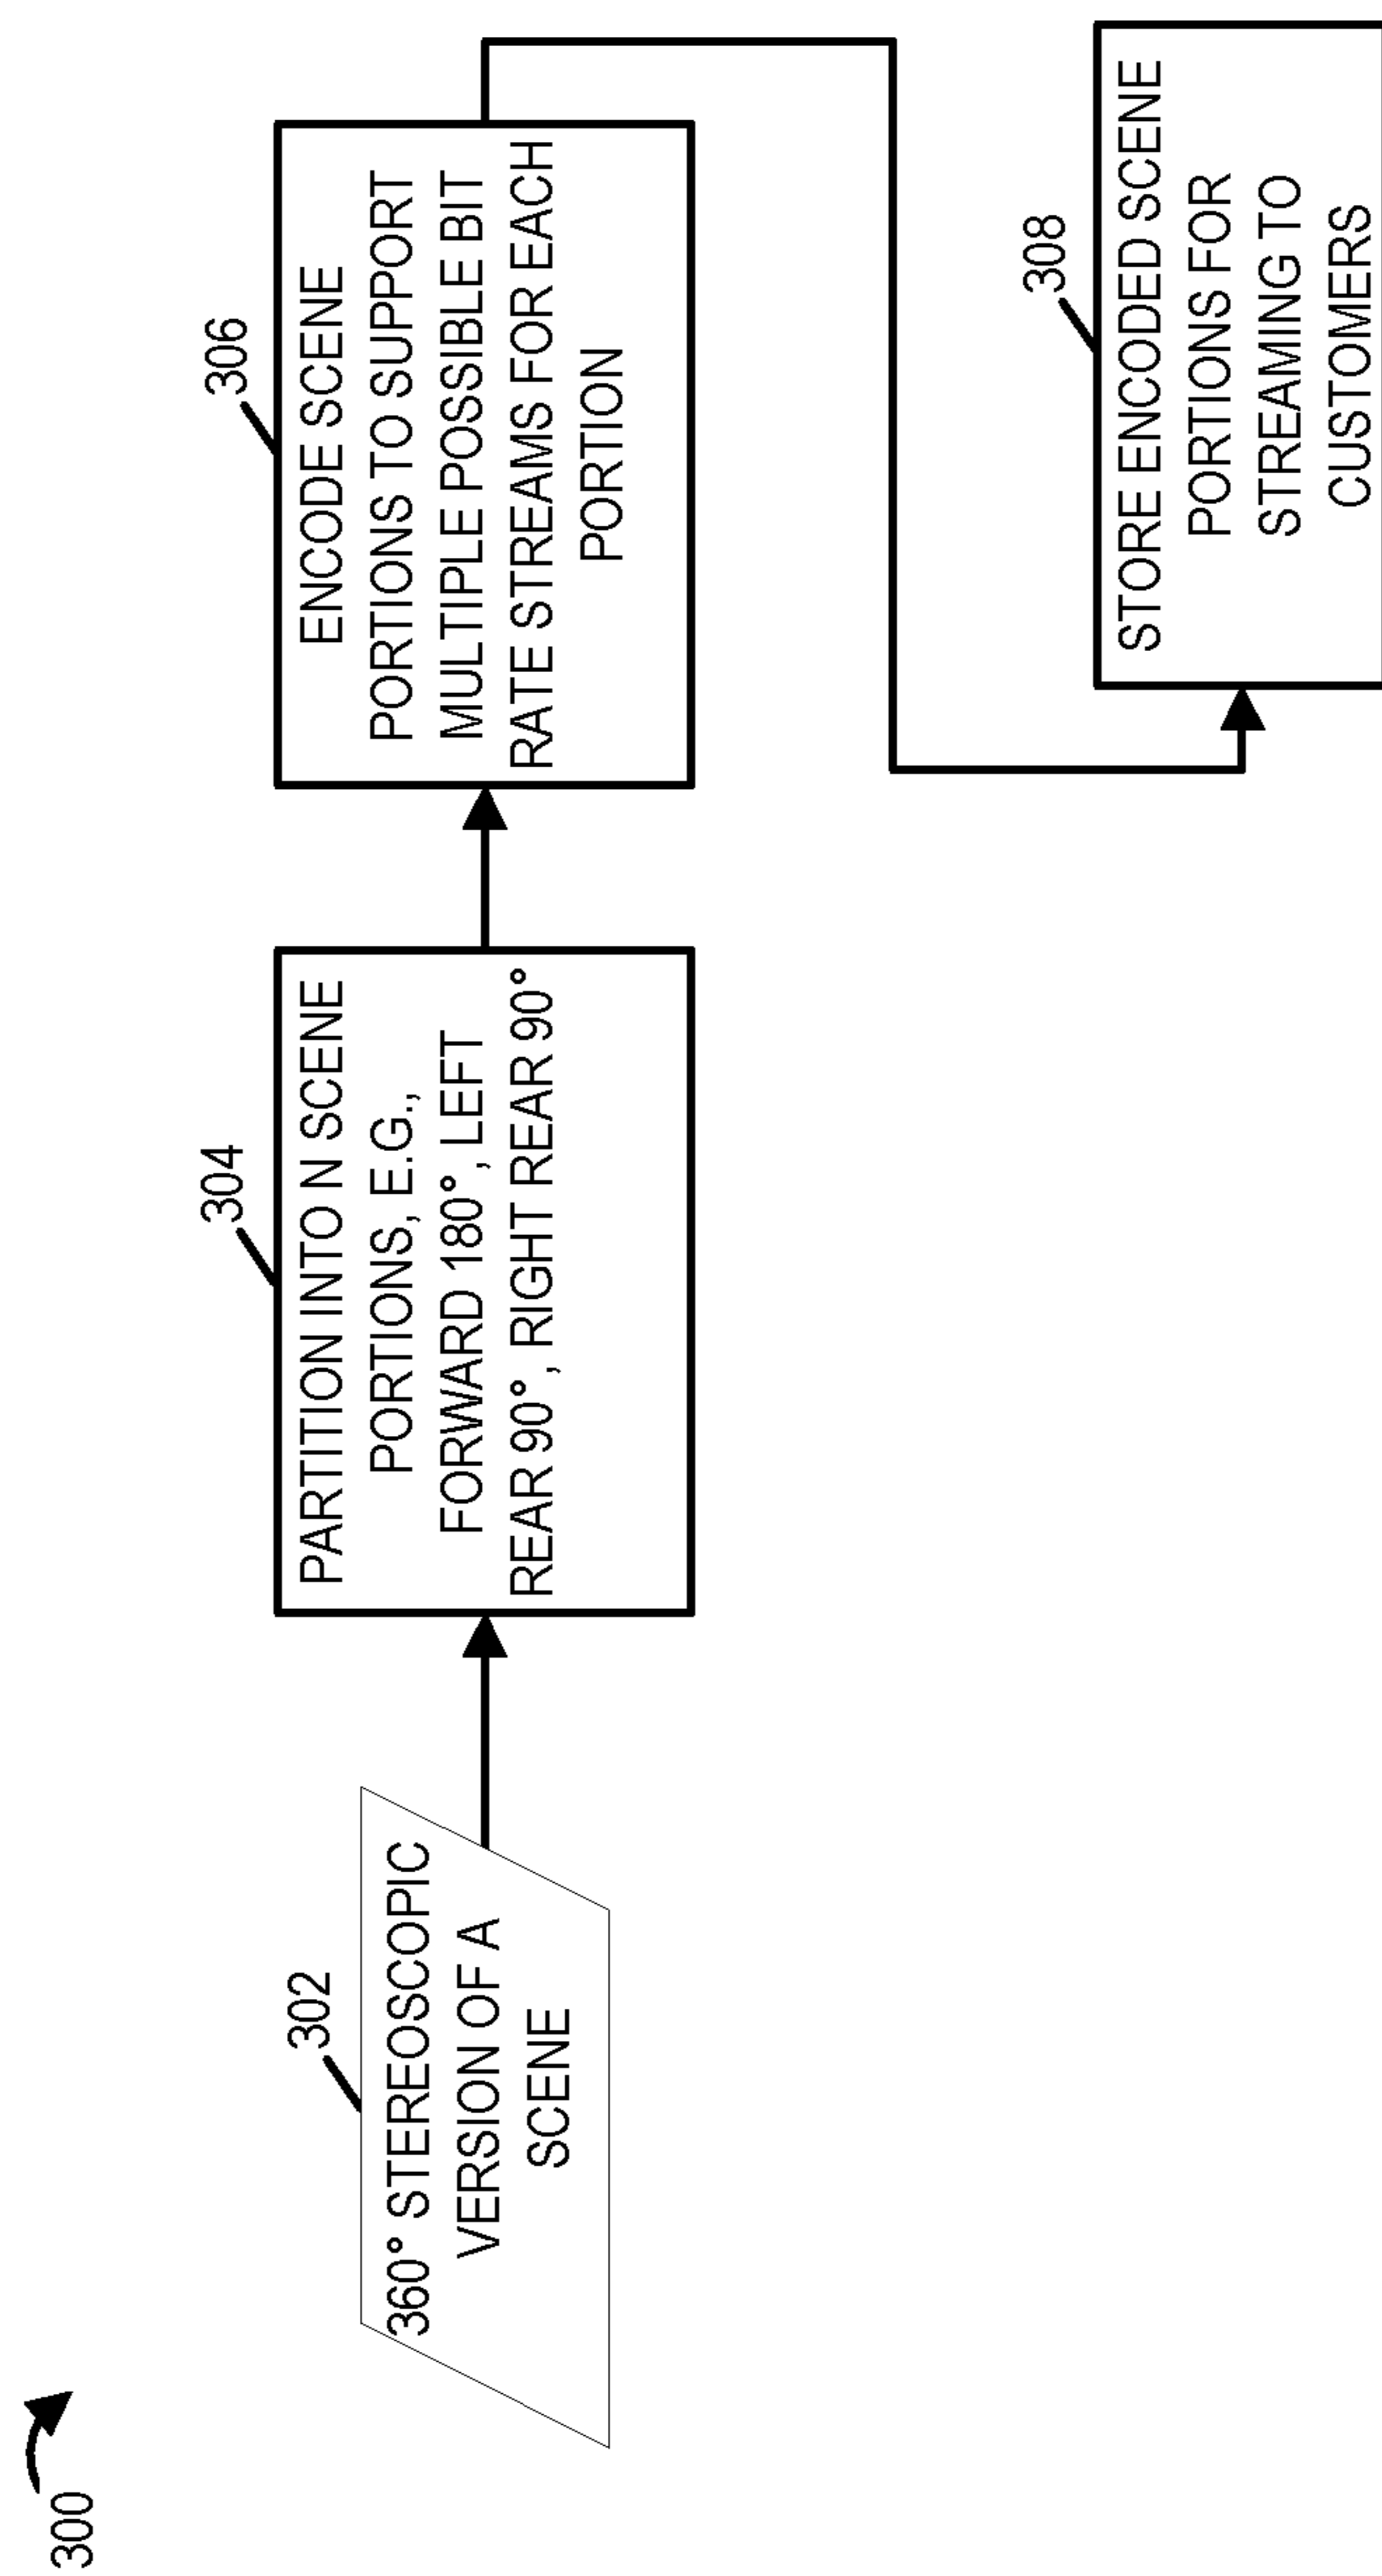 300
302
360° STEREOSCOPIC
VERSION OF A
SCENE
304
PARTITION INTO N SCENE
PORTIONS, E.G.,
FORWARD 180°, LEFT
REAR 90°, RIGHT REAR 90°
306
ENCODE SCENE
PORTIONS TO SUPPORT
MULTIPLE POSSIBLE BIT
RATE STREAMS FOR EACH
PORTION
308
STORE ENCODED SCENE
PORTIONS FOR
STREAMING TO
CUSTOMERS